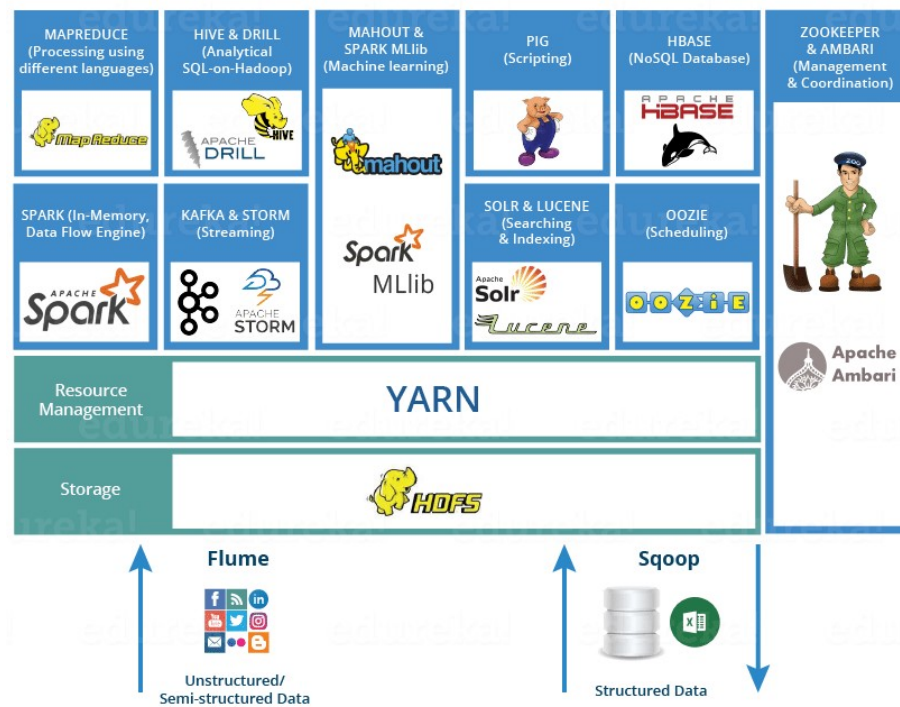 MAPREDUCE
(Processing using
different languages)
Map Reduce
HIVE & DRILL
(Analytical
SQL-on-Hadoop)
HIVE
APACHE
DRILL
MAHOUT &
SPARK MLlib
(Machine learning)
mahout
Spark
MLlib
PIG
(Scripting)
HBASE
(NoSQL Database)
APACHE
HBASE
ZOOKEEPER
& AMBARI
(Management
& Coordination)
ZOO
Apache
Ambari
SPARK (In-Memory,
Data Flow Engine)
APACHE
Spark
KAFKA & STORM
(Streaming)
APACHE
STORM
SOLR & LUCENE
(Searching
& Indexing)
Apache
Solr
Lucene
OOZIE
(Scheduling)
OOZIE
Resource
Management
YARN
Storage
HDFS
Flume
Unstructured/
Semi-structured Data
Sqoop
Structured Data
edureka!